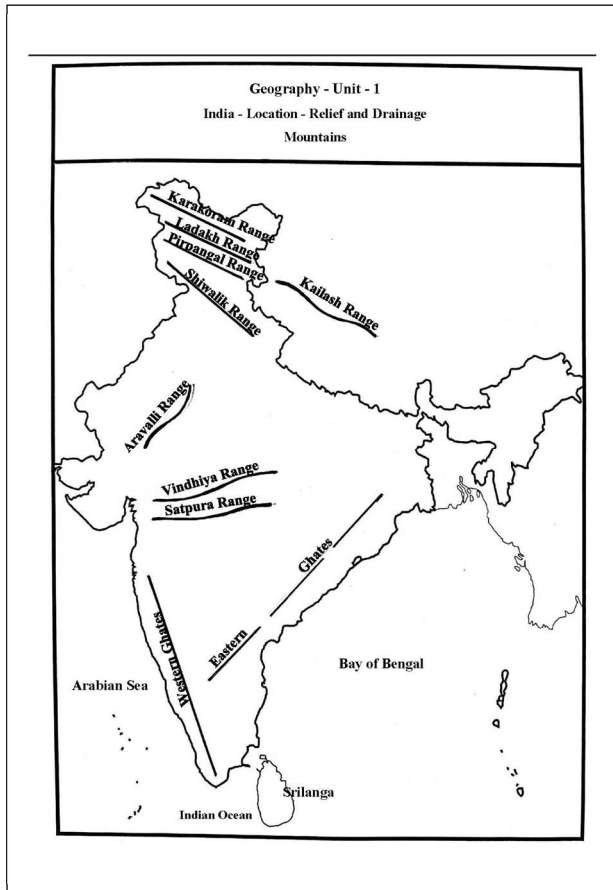 Geography - Unit - 1
India - Location - Relief and Drainage
Mountains
Karakoram Range
Ladakh Range
Pirpangal Range
Shiwalik Range
Kailash Range
Aravalli Range
Vindhiya Range
Satpura Range
Ghates
Eastern
Western Ghates
Bay of Bengal
Arabian Sea
Srilanga
Indian Ocean